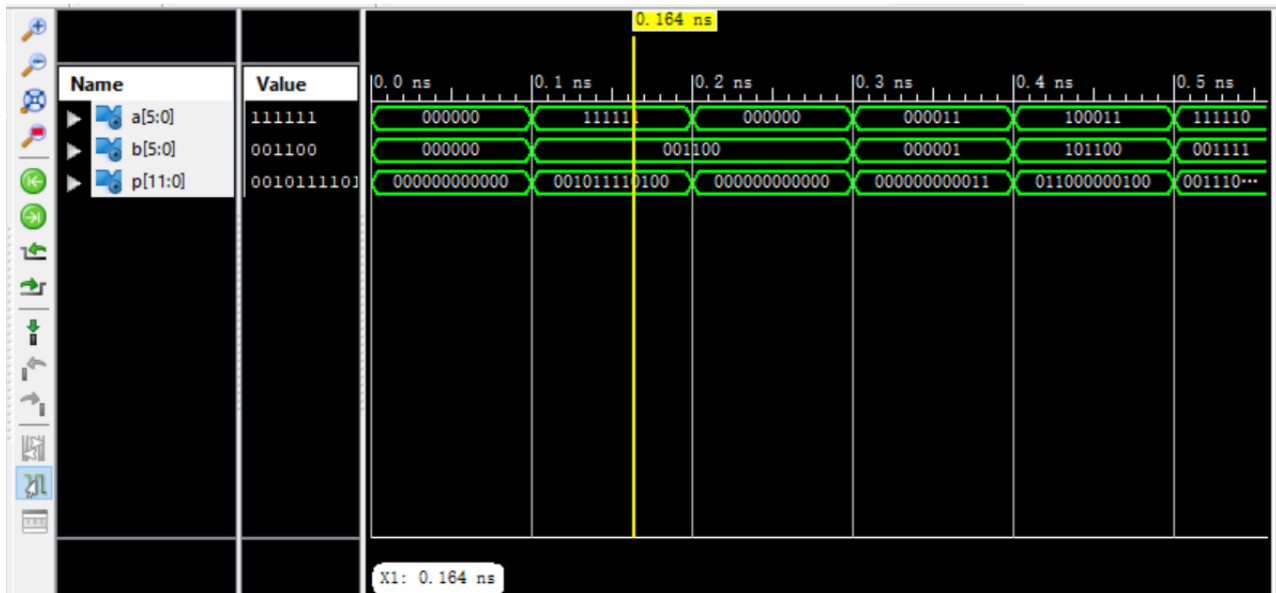 0.164 ns
Name Value 0.0 ns 0.1 ns 0.2 ns 0.3 ns 0.4 ns 0.5 ns
a[5:0] 111111 000000 111111 000000 000011 100011 111110
b[5:0] 001100 000000 001100 000001 101100 001111
p[11:0] 0010111101 000000000000 001011110100 000000000000 000000000011 011000000100 001110···
X1: 0.164 ns